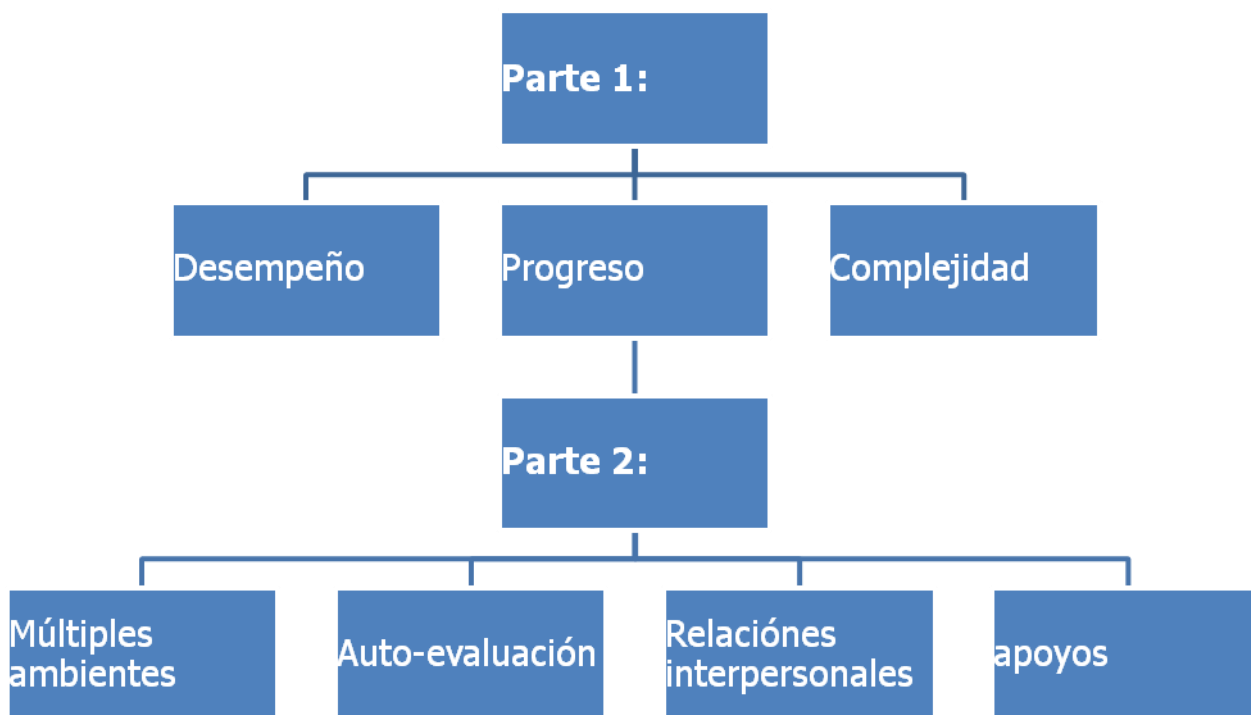 Parte 1:
Desempeño
Progreso
Complejidad
Parte 2:
Múltiples
ambientes
Auto-evaluación
Relaciónes
interpersonales
apoyos